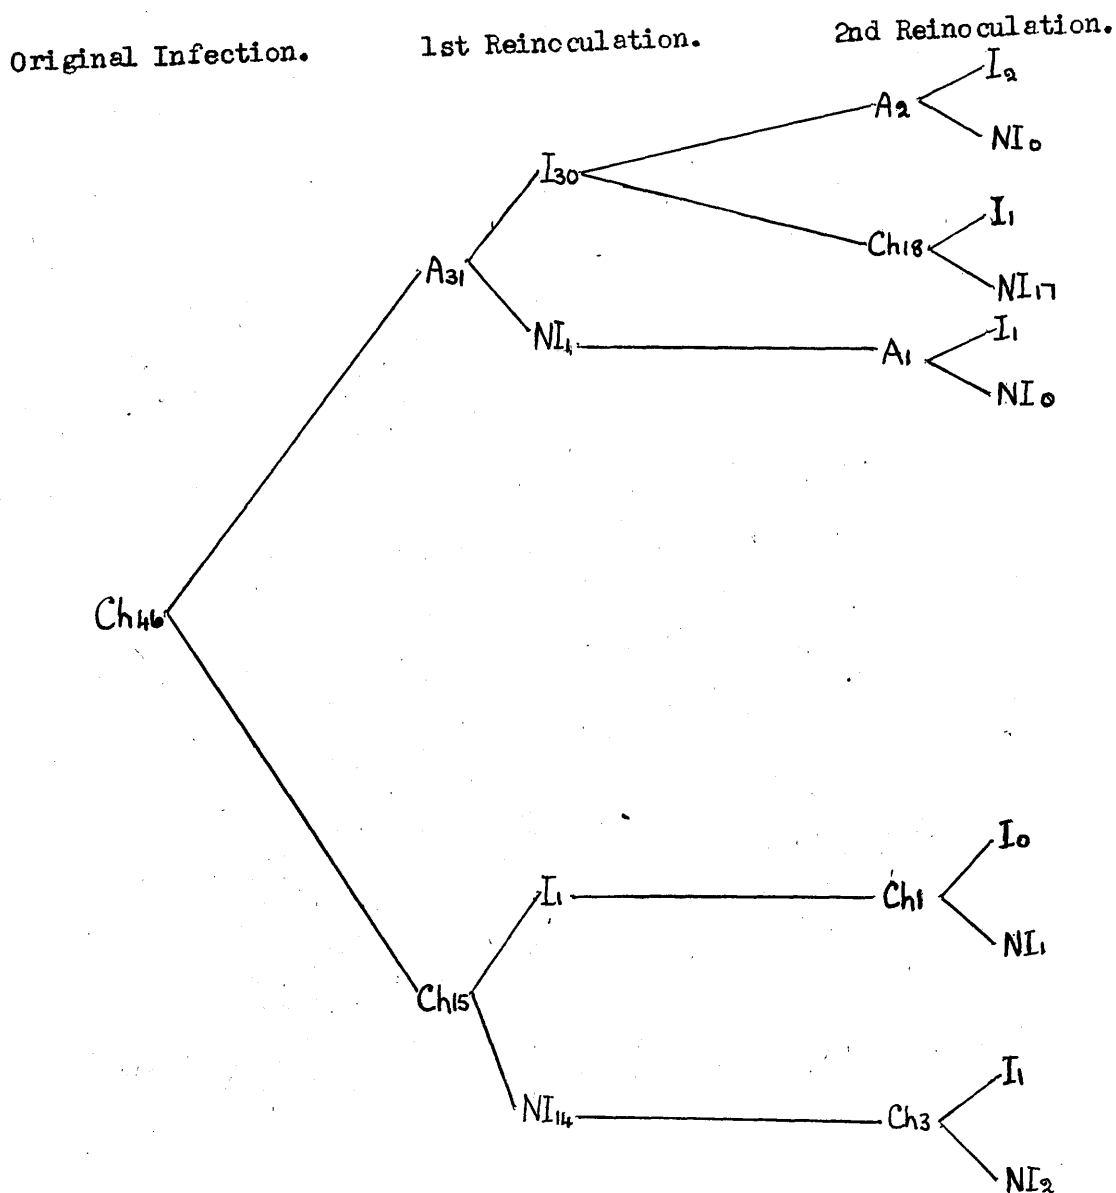 Original Infection. 1st Reinoculation. 2nd Reinoculation.
I2
A2
NI0
I30
I1
Ch18
A31
NI17
NI1
I1
A1
NI0
Ch46
I0
I1
Ch1
NI1
Ch15
I1
NI14
Ch3
NI2